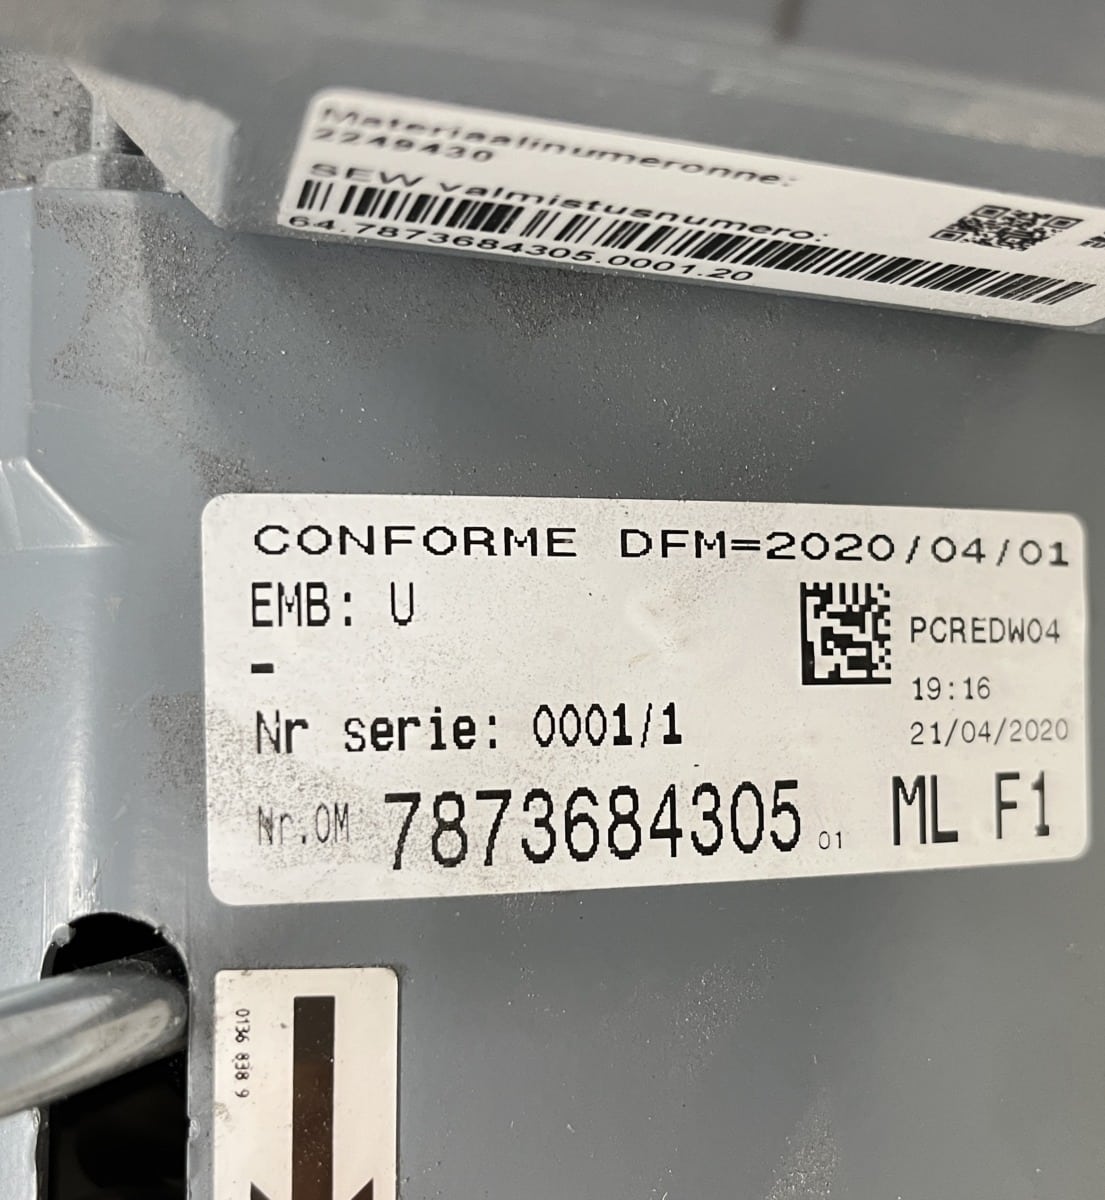 Materiaalinumeronne:
2249430
SEW valmistusnumero:
64.7873684305.0001.20
CONFORME DFM=2020/04/01
EMB: U
PCREDW04
-
19:16
Nr serie: 0001/1
21/04/2020
Nr.OM 7873684305 01 ML F1
0136 838 9